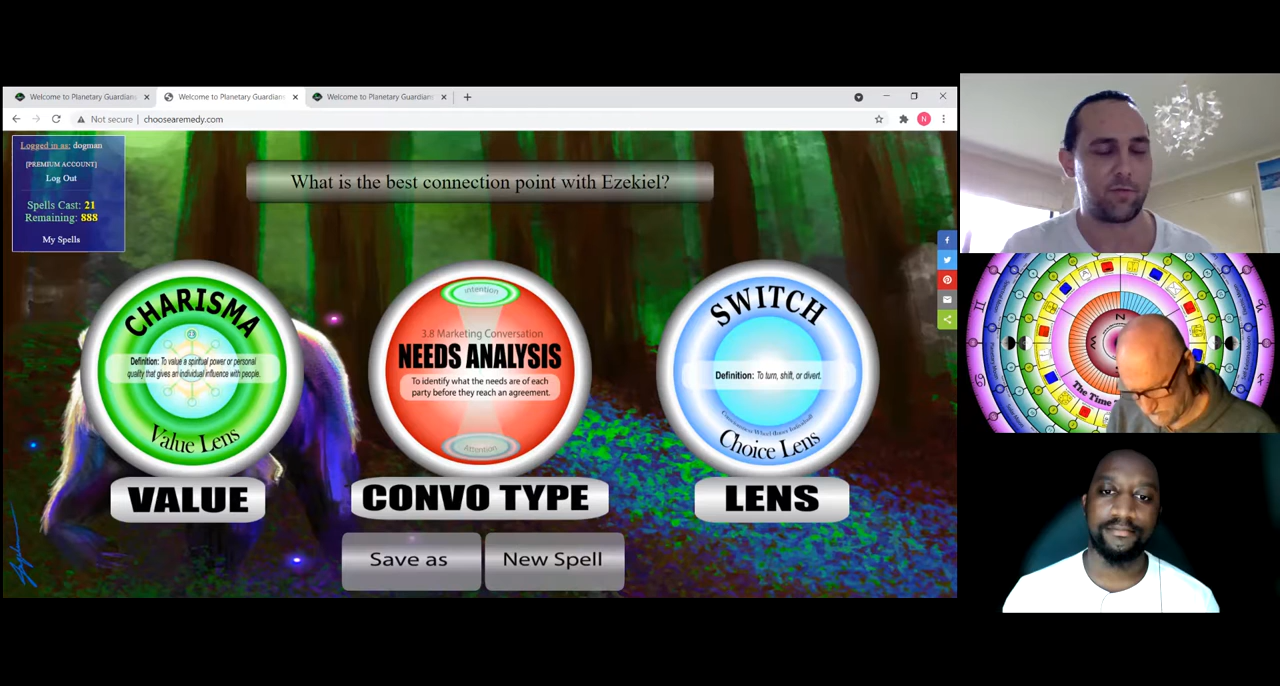 Welcome to Planetary Guardians
Welcome to Planetary Guardian
Welcome to Planetary Guardian
Not secure
choosearemedy.com
N
Logged in as: dogman
[PREMIUM ACCOUNT]
Log Out
Spells Cast: 21
Remaining: 888
My Spells
What is the best connection point with Ezekiel?
CHARISMA
Definition: To value a spiritual power or personal
quality that gives an individual influence with people.
Value Lens
VALUE
Intention
3.8 Marketing Conversation
NEEDS ANALYSIS
To identify what the needs are of each
party before they reach an agreement.
Attention
CONVO TYPE
SWITCH
Definition: To turn, shift, or divert.
Choice Lens
LENS
Save as
New Spell
The Time